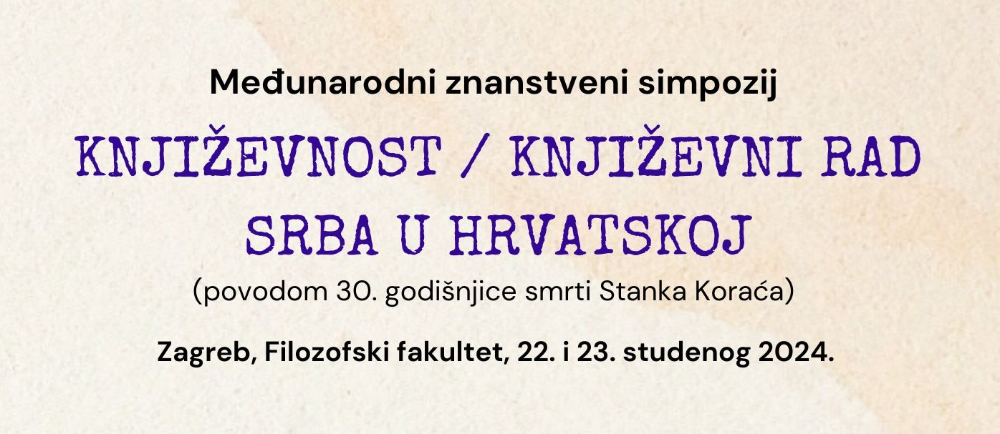 Međunarodni znanstveni simpozij
KNJIŽEVNOST / KNJIŽEVNI RAD
SRBA U HRVATSKOJ
(povodom 30. godišnjice smrti Stanka Koraća)
Zagreb, Filozofski fakultet, 22. i 23. studenog 2024.